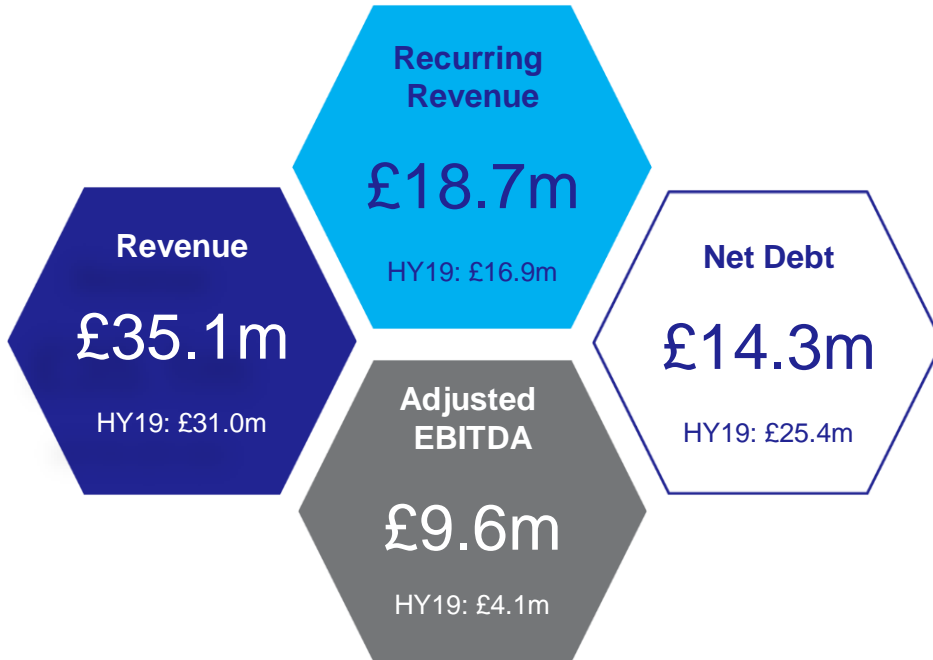 Recurring
Revenue
£18.7m
HY19: £16.9m
Revenue
£35.1m
HY19: £31.0m
Net Debt
£14.3m
HY19: £25.4m
Adjusted
EBITDA
£9.6m
HY19: £4.1m